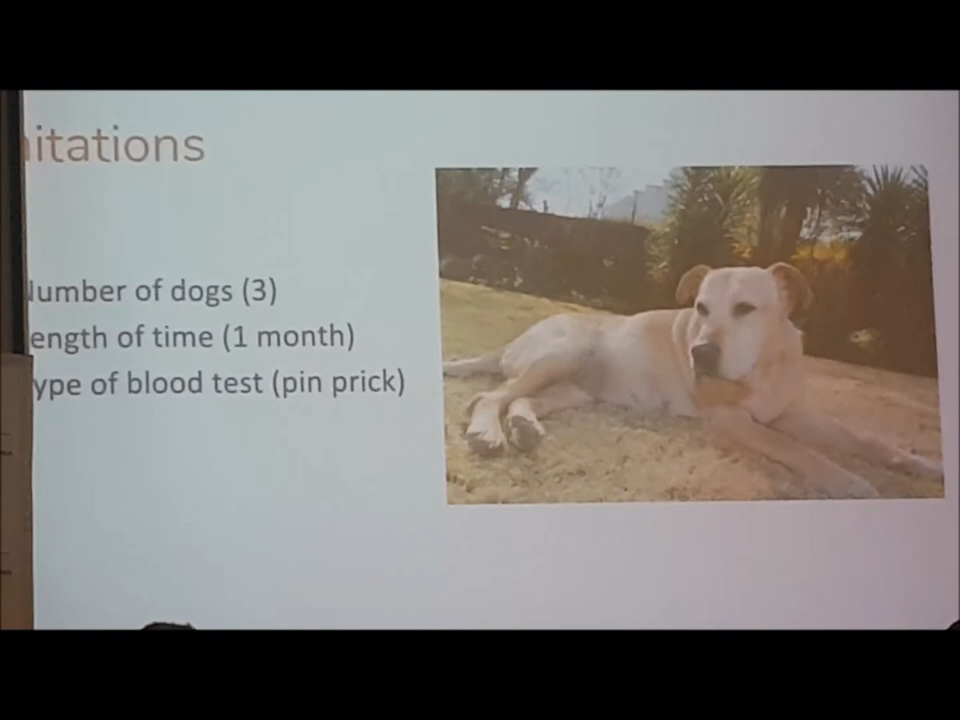 itations
umber of dogs (3)
ength of time (1 month)
ype of blood test (pin prick)